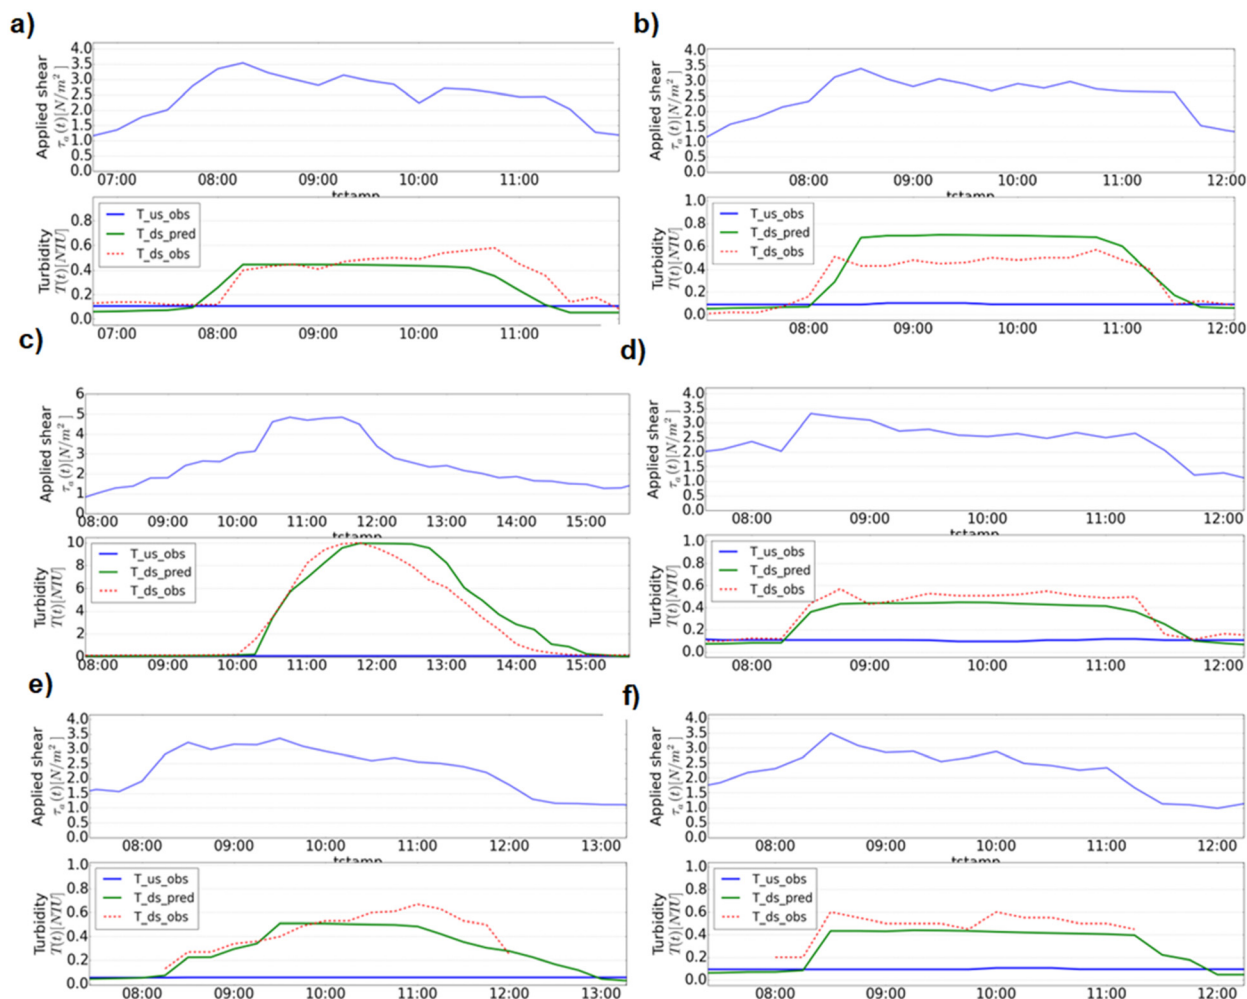 a)
Applied shear
τ_a(t)[N/m²]
4.0
3.5
3.0
2.5
2.0
1.5
1.0
0.5
0.0
07:00 08:00 09:00 10:00 11:00
tstamp
Turbidity
T(t)[NTU]
0.8
0.6
0.4
0.2
0.0
T_us_obs
T_ds_pred
T_ds_obs
07:00 08:00 09:00 10:00 11:00
b)
Applied shear
τ_a(t)[N/m²]
4.0
3.5
3.0
2.5
2.0
1.5
1.0
0.5
0.0
08:00 09:00 10:00 11:00 12:00
tstamp
Turbidity
T(t)[NTU]
1.0
0.8
0.6
0.4
0.2
0.0
T_us_obs
T_ds_pred
T_ds_obs
08:00 09:00 10:00 11:00 12:00
c)
Applied shear
τ_a(t)[N/m²]
6
5
4
3
2
1
0
08:00 09:00 10:00 11:00 12:00 13:00 14:00 15:00
tstamp
Turbidity
T(t)[NTU]
10
8
6
4
2
0
T_us_obs
T_ds_pred
T_ds_obs
08:00 09:00 10:00 11:00 12:00 13:00 14:00 15:00
d)
Applied shear
τ_a(t)[N/m²]
4.0
3.5
3.0
2.5
2.0
1.5
1.0
0.5
0.0
08:00 09:00 10:00 11:00 12:00
tstamp
Turbidity
T(t)[NTU]
1.0
0.8
0.6
0.4
0.2
0.0
T_us_obs
T_ds_pred
T_ds_obs
08:00 09:00 10:00 11:00 12:00
e)
Applied shear
τ_a(t)[N/m²]
4.0
3.5
3.0
2.5
2.0
1.5
1.0
0.5
0.0
08:00 09:00 10:00 11:00 12:00 13:00
tstamp
Turbidity
T(t)[NTU]
1.0
0.8
0.6
0.4
0.2
0.0
T_us_obs
T_ds_pred
T_ds_obs
08:00 09:00 10:00 11:00 12:00 13:00
f)
Applied shear
τ_a(t)[N/m²]
4.0
3.5
3.0
2.5
2.0
1.5
1.0
0.5
0.0
08:00 09:00 10:00 11:00 12:00
tstamp
Turbidity
T(t)[NTU]
1.0
0.8
0.6
0.4
0.2
0.0
T_us_obs
T_ds_pred
T_ds_obs
08:00 09:00 10:00 11:00 12:00